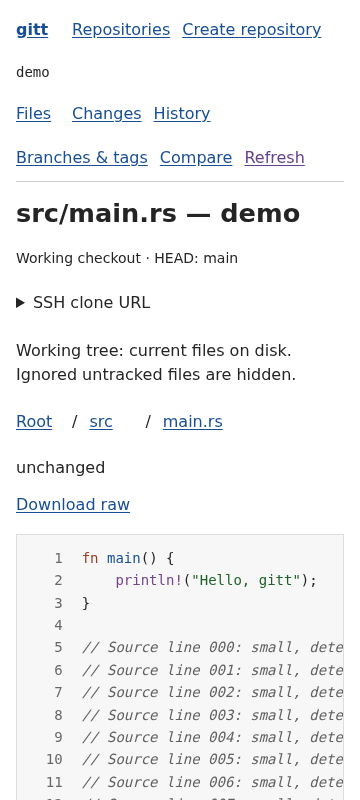 gitt Repositories Create repository
demo
Files Changes History
Branches & tags Compare Refresh
src/main.rs — demo
Working checkout · HEAD: main
▶ SSH clone URL
Working tree: current files on disk.
Ignored untracked files are hidden.
Root / src / main.rs
unchanged
Download raw
1 fn main() {
2     println!("Hello, gitt");
3 }
4
5 // Source line 000: small, dete
6 // Source line 001: small, dete
7 // Source line 002: small, dete
8 // Source line 003: small, dete
9 // Source line 004: small, dete
10 // Source line 005: small, dete
11 // Source line 006: small, dete